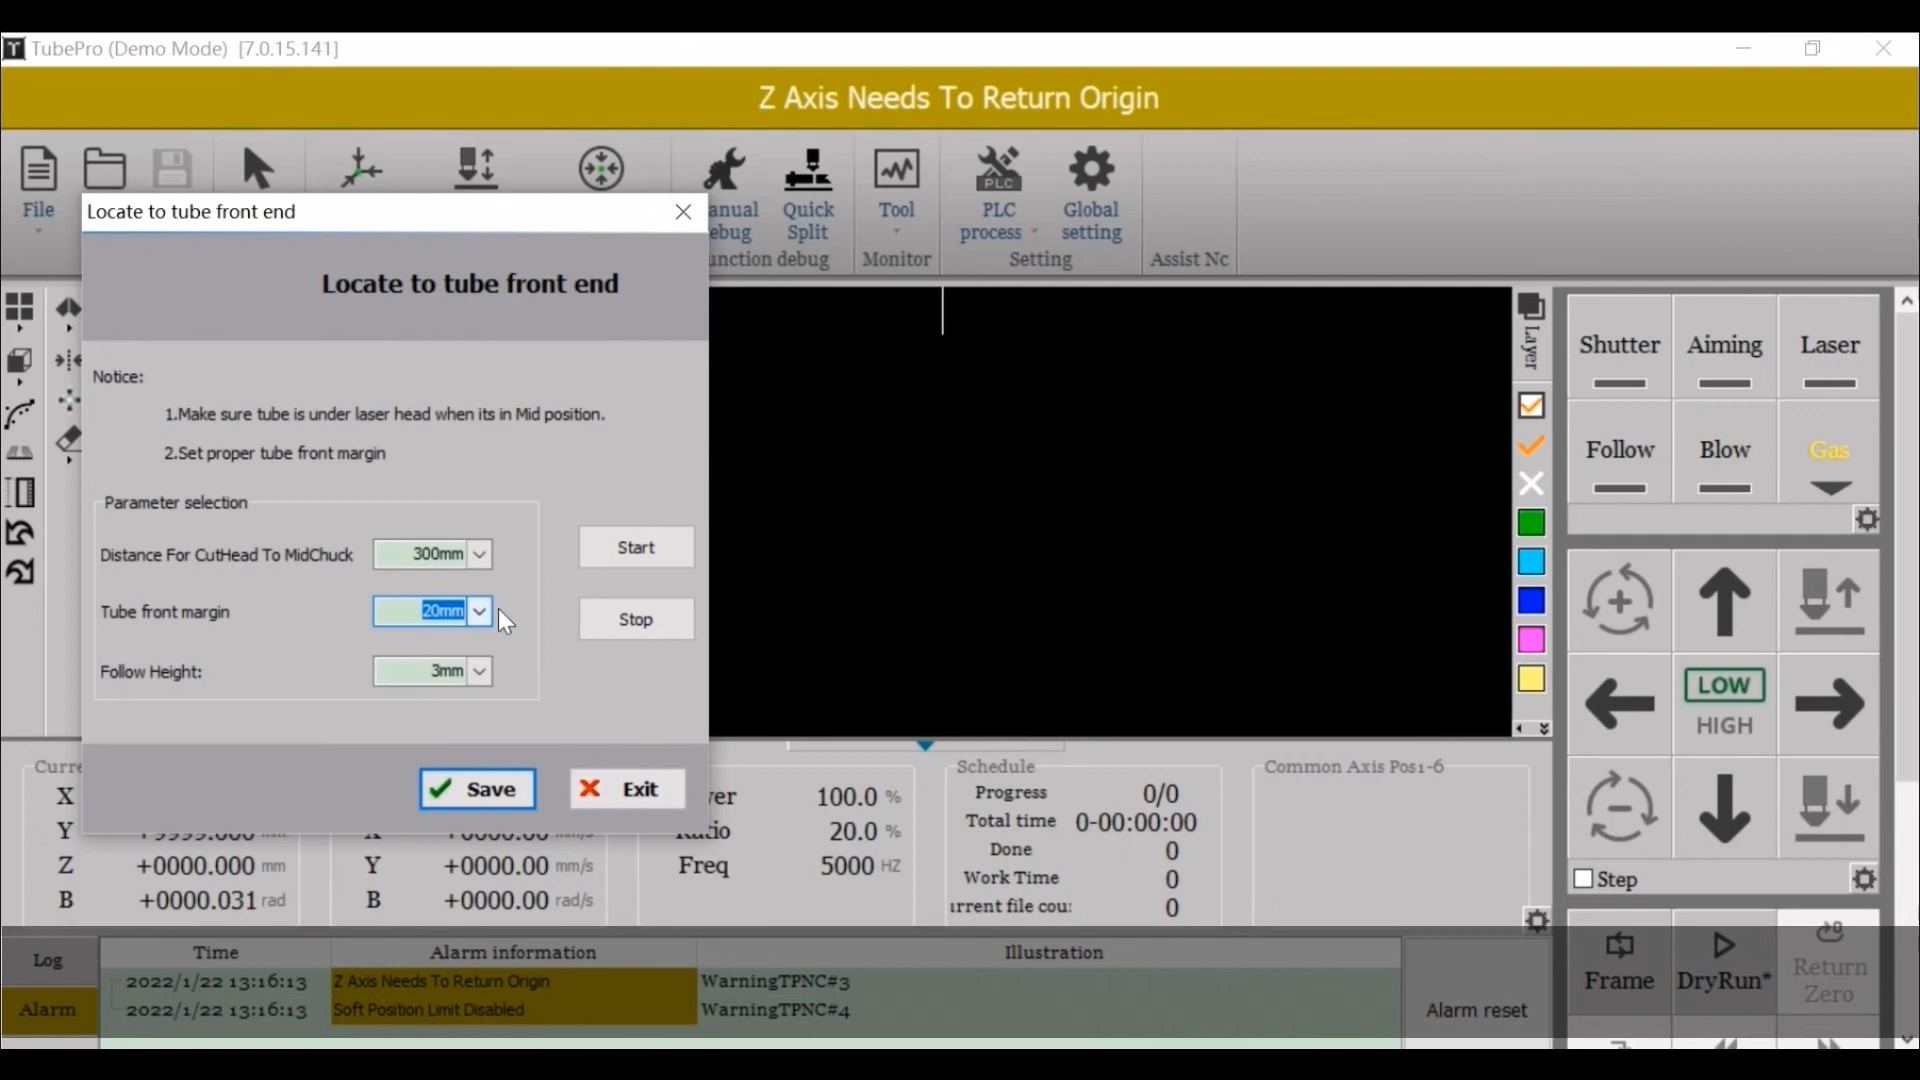 TubePro (Demo Mode) [7.0.15.141]
Z Axis Needs To Return Origin
File
Quick
Split
Tool
PLC
PLC
process
Global
setting
Monitor
Setting
Assist Nc
Locate to tube front end
Locate to tube front end
Notice:
1.Make sure tube is under laser head when its in Mid position.
2.Set proper tube front margin
Parameter selection
Distance For CutHead To MidChuck 300mm
Start
Tube front margin 20mm
Stop
Follow Height: 3mm
Save
Exit
Layer
Shutter Aiming Laser
Follow Blow Gas
LOW
HIGH
Step
X
Y
Z +0000.000 mm
B +0000.031 rad
Y +0000.00 mm/s
B +0000.00 rad/s
100.0 %
20.0 %
Freq 5000 HZ
Schedule
Progress 0/0
Total time 0-00:00:00
Done 0
Work Time 0
0
Common Axis Pos1-6
Log
Alarm
Time Alarm information Illustration
2022/1/22 13:16:13 Z Axis Needs To Return Origin WarningTPNC#3
2022/1/22 13:16:13 Soft Position Limit Disabled WarningTPNC#4
Alarm reset
Frame
DryRun*
Return
Zero